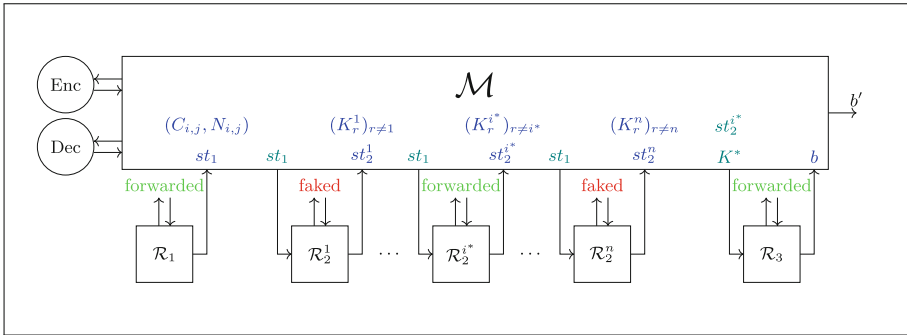 Enc
M
b′
(C_{i,j}, N_{i,j}) (K_r^1)_{r≠1} (K_r^{i*})_{r≠i*} (K_r^n)_{r≠n} st_2^{i*}
Dec
st_1 st_1 st_2^1 st_1 st_2^{i*} st_1 st_2^n K* b
forwarded faked forwarded faked forwarded
R_1 R_2^1 ··· R_2^{i*} ··· R_2^n R_3